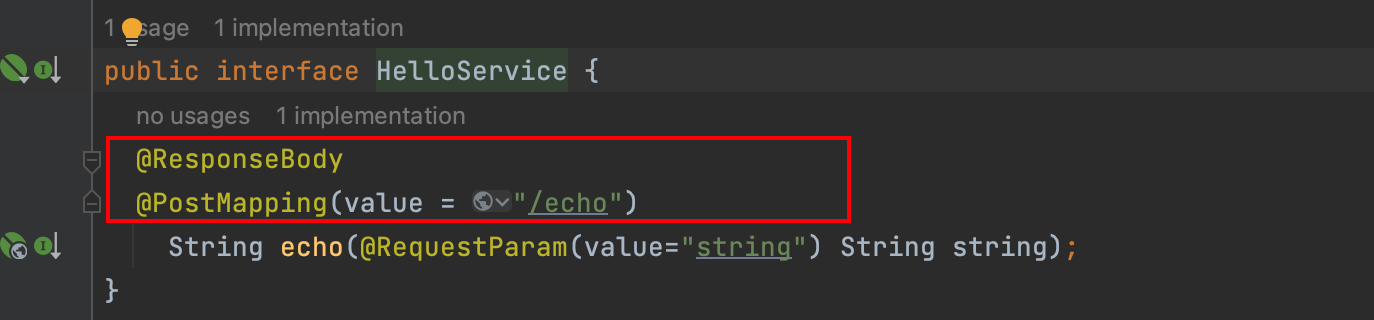 1 usage 1 implementation
public interface HelloService {
no usages 1 implementation
@ResponseBody
@PostMapping(value = "/echo")
String echo(@RequestParam(value="string") String string);
}